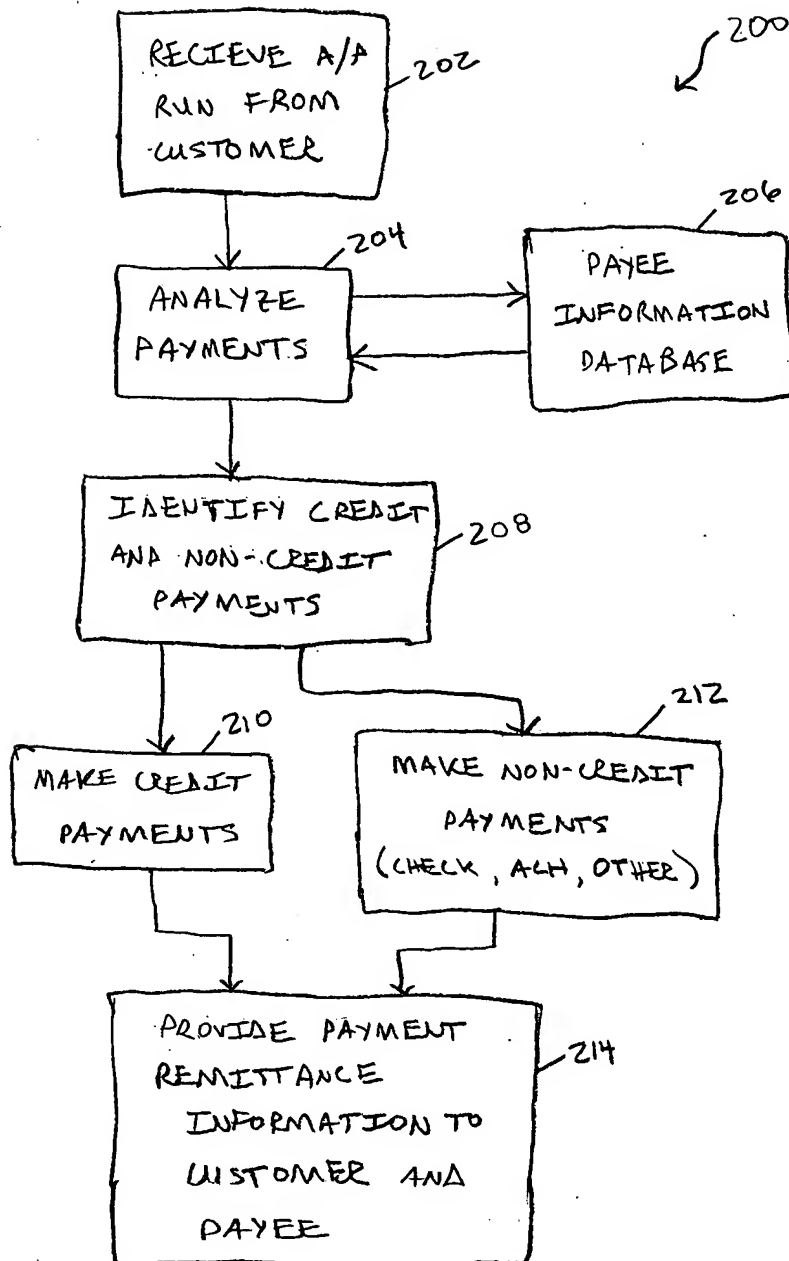 200
RECIEVE A/P
RUN FROM
CUSTOMER
202
204
ANALYZE
PAYMENTS
206
PAYEE
INFORMATION
DATABASE
IDENTIFY CREDIT
AND NON-CREDIT
PAYMENTS
208
210
MAKE CREDIT
PAYMENTS
212
MAKE NON-CREDIT
PAYMENTS
(CHECK, ACH, OTHER)
PROVIDE PAYMENT
REMITTANCE
INFORMATION TO
CUSTOMER AND
PAYEE
214